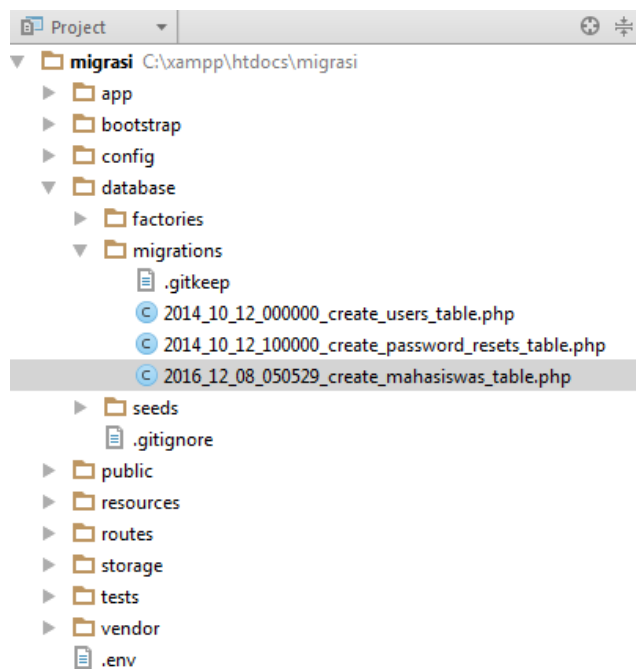 Project
migrasi C:\xampp\htdocs\migrasi
app
bootstrap
config
database
factories
migrations
.gitkeep
2014_10_12_000000_create_users_table.php
2014_10_12_100000_create_password_resets_table.php
2016_12_08_050529_create_mahasiswas_table.php
seeds
.gitignore
public
resources
routes
storage
tests
vendor
.env